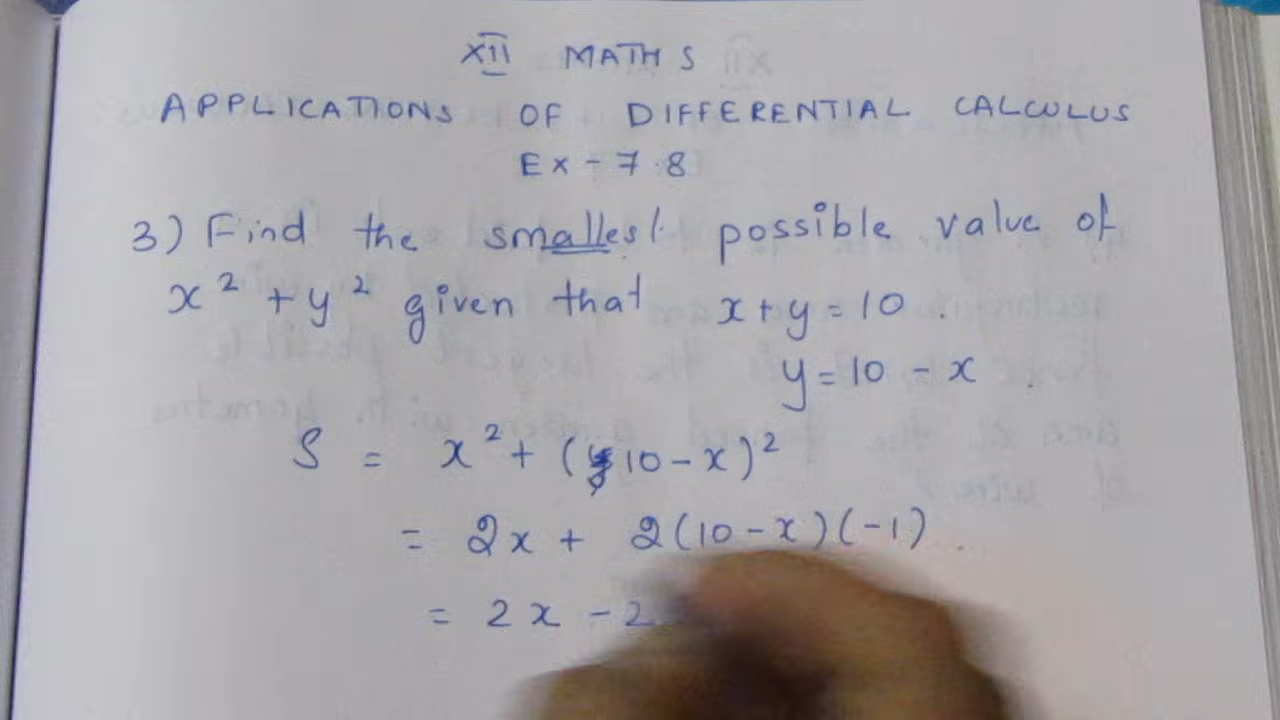 XII MATHS
APPLICATIONS OF DIFFERENTIAL CALCULUS
Ex - 7.8
3) Find the smallest possible value of
x² + y² given that x + y = 10.
y = 10 - x
S = x² + (10 - x)²
= 2x + 2(10 - x)(-1)
= 2x - 2